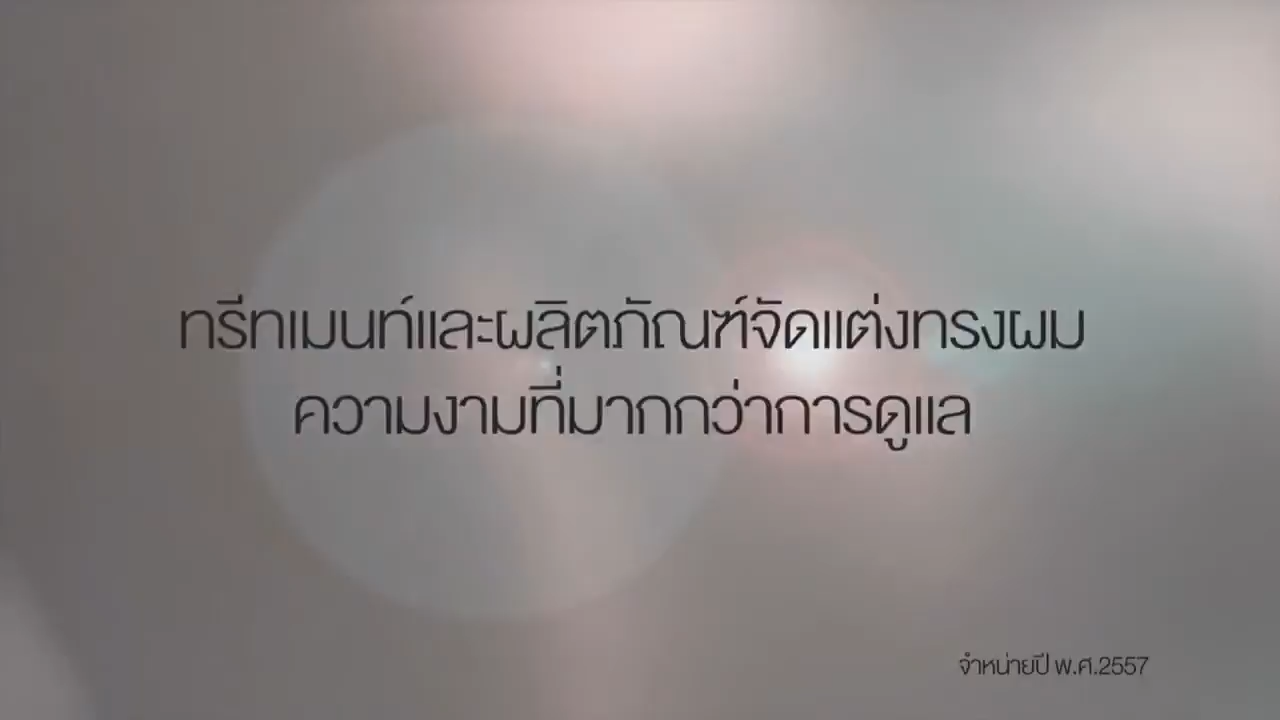 ทรีทเมนท์และผลิตภัณฑ์จัดแต่งทรงผม
ความงามที่มากกว่าการดูแล
จำหน่ายปี พ.ศ.2557